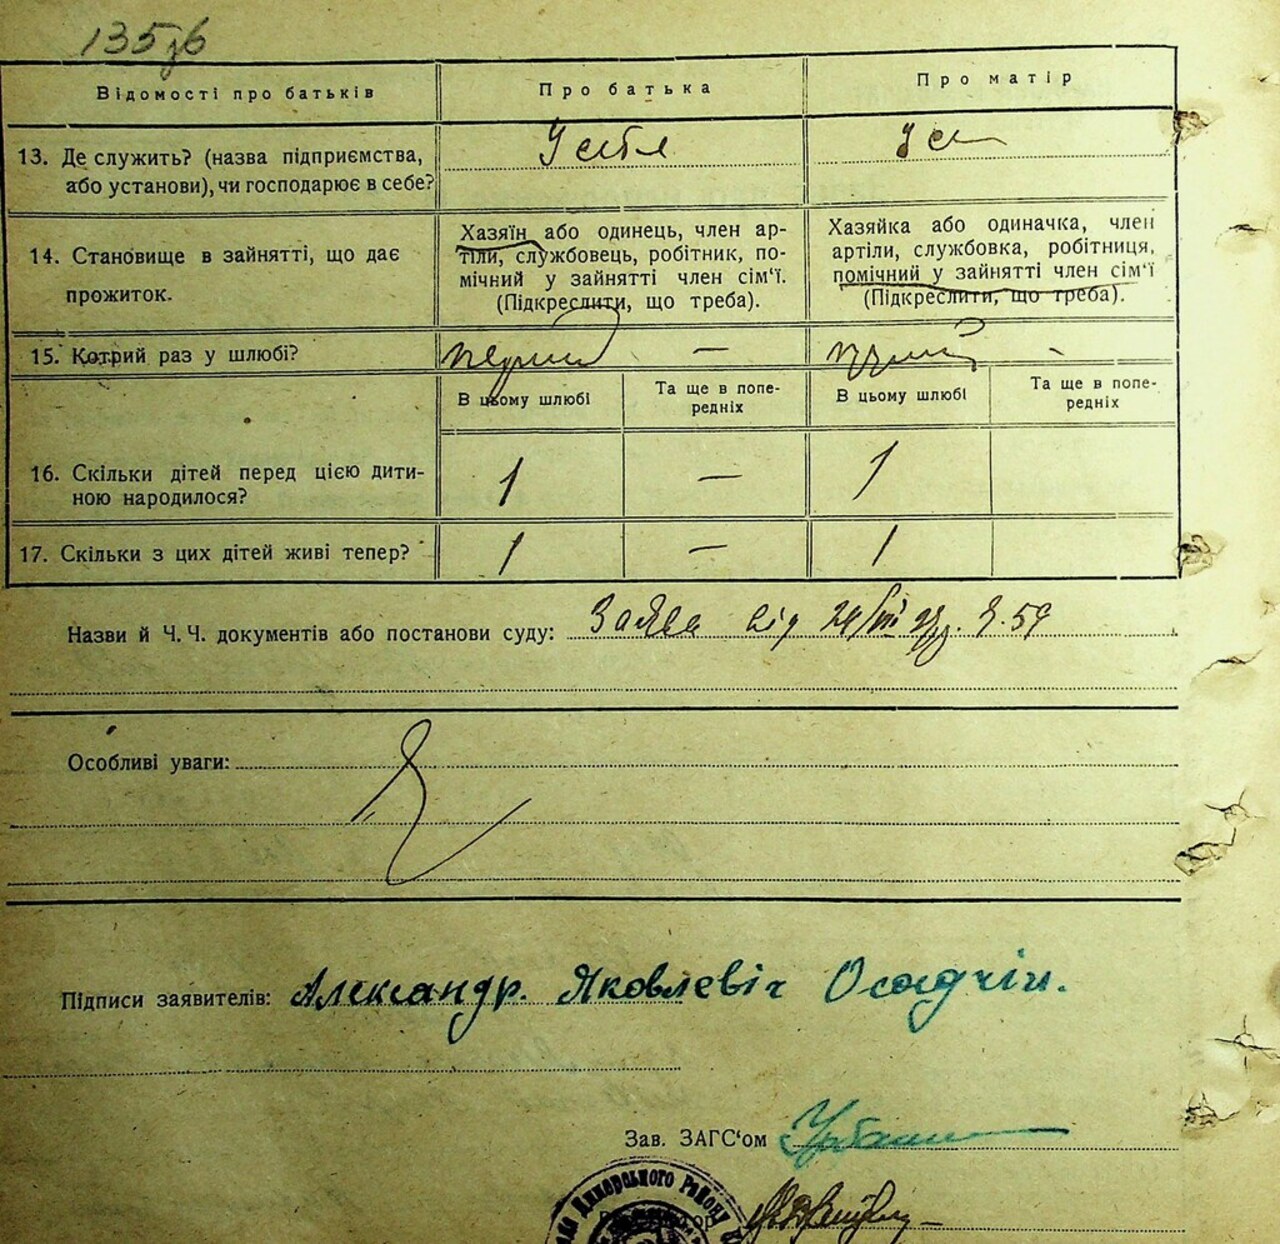 135 зв
Відомості про батьків
Про батька
Про матір
13. Де служить? (назва підприємства,
або установи), чи господарює в себе?
У себе
У се
14. Становище в зайнятті, що дає
прожиток.
Хазяїн або одинець, член ар-
тіли, службовець, робітник, по-
мічний у зайнятті член сім'ї.
(Підкреслити, що треба).
Хазяйка або одиначка, член
артіли, службовка, робітниця,
помічний у зайнятті член сім'ї
(Підкреслити, що треба).
15. Котрий раз у шлюбі?
—
-
В цьому шлюбі
Та ще в попе-
редніх
В цьому шлюбі
Та ще в попе-
редніх
16. Скільки дітей перед цією дити-
ною народилося?
1
—
1
17. Скільки з цих дітей живі тепер?
1
—
1
Назви й Ч. Ч. документів або постанови суду: Заява від
Особливі уваги:
Підписи заявителів: Александр. Яковлевіч Осадчій.
Зав. ЗАГС'ом
Району